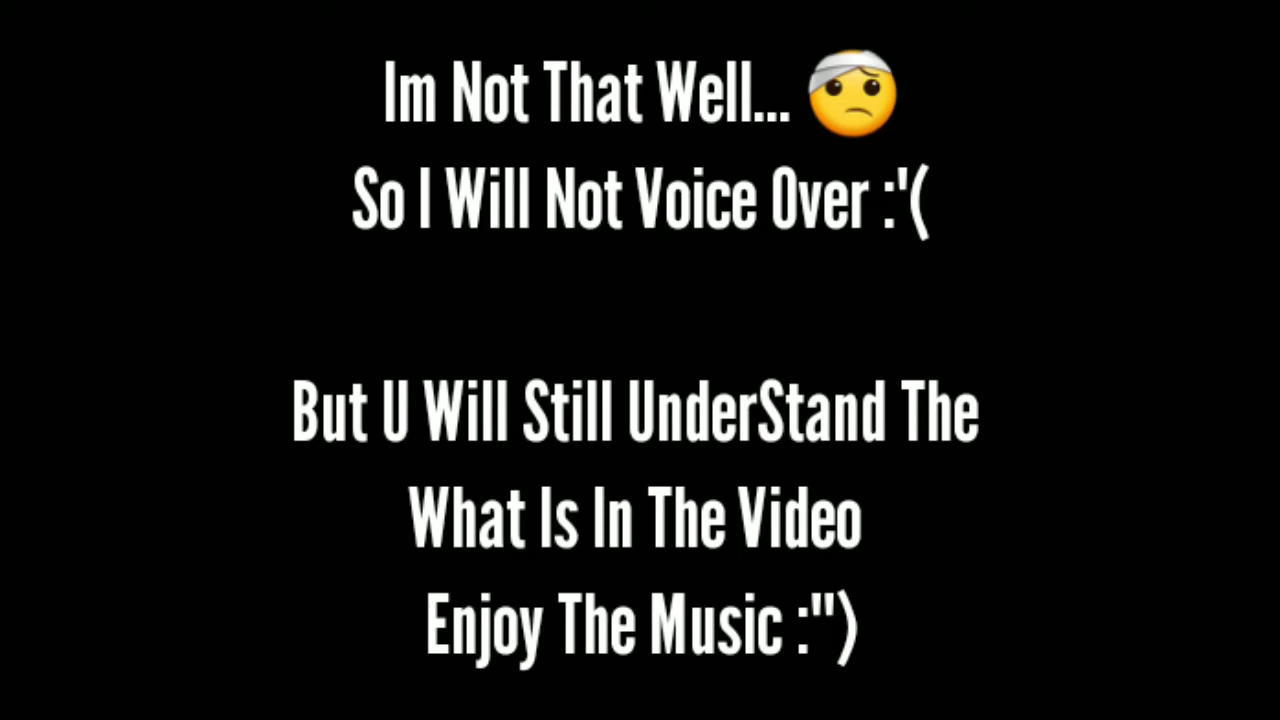 Im Not That Well... 🤕
So I Will Not Voice Over :'(
But U Will Still UnderStand The
What Is In The Video
Enjoy The Music :")